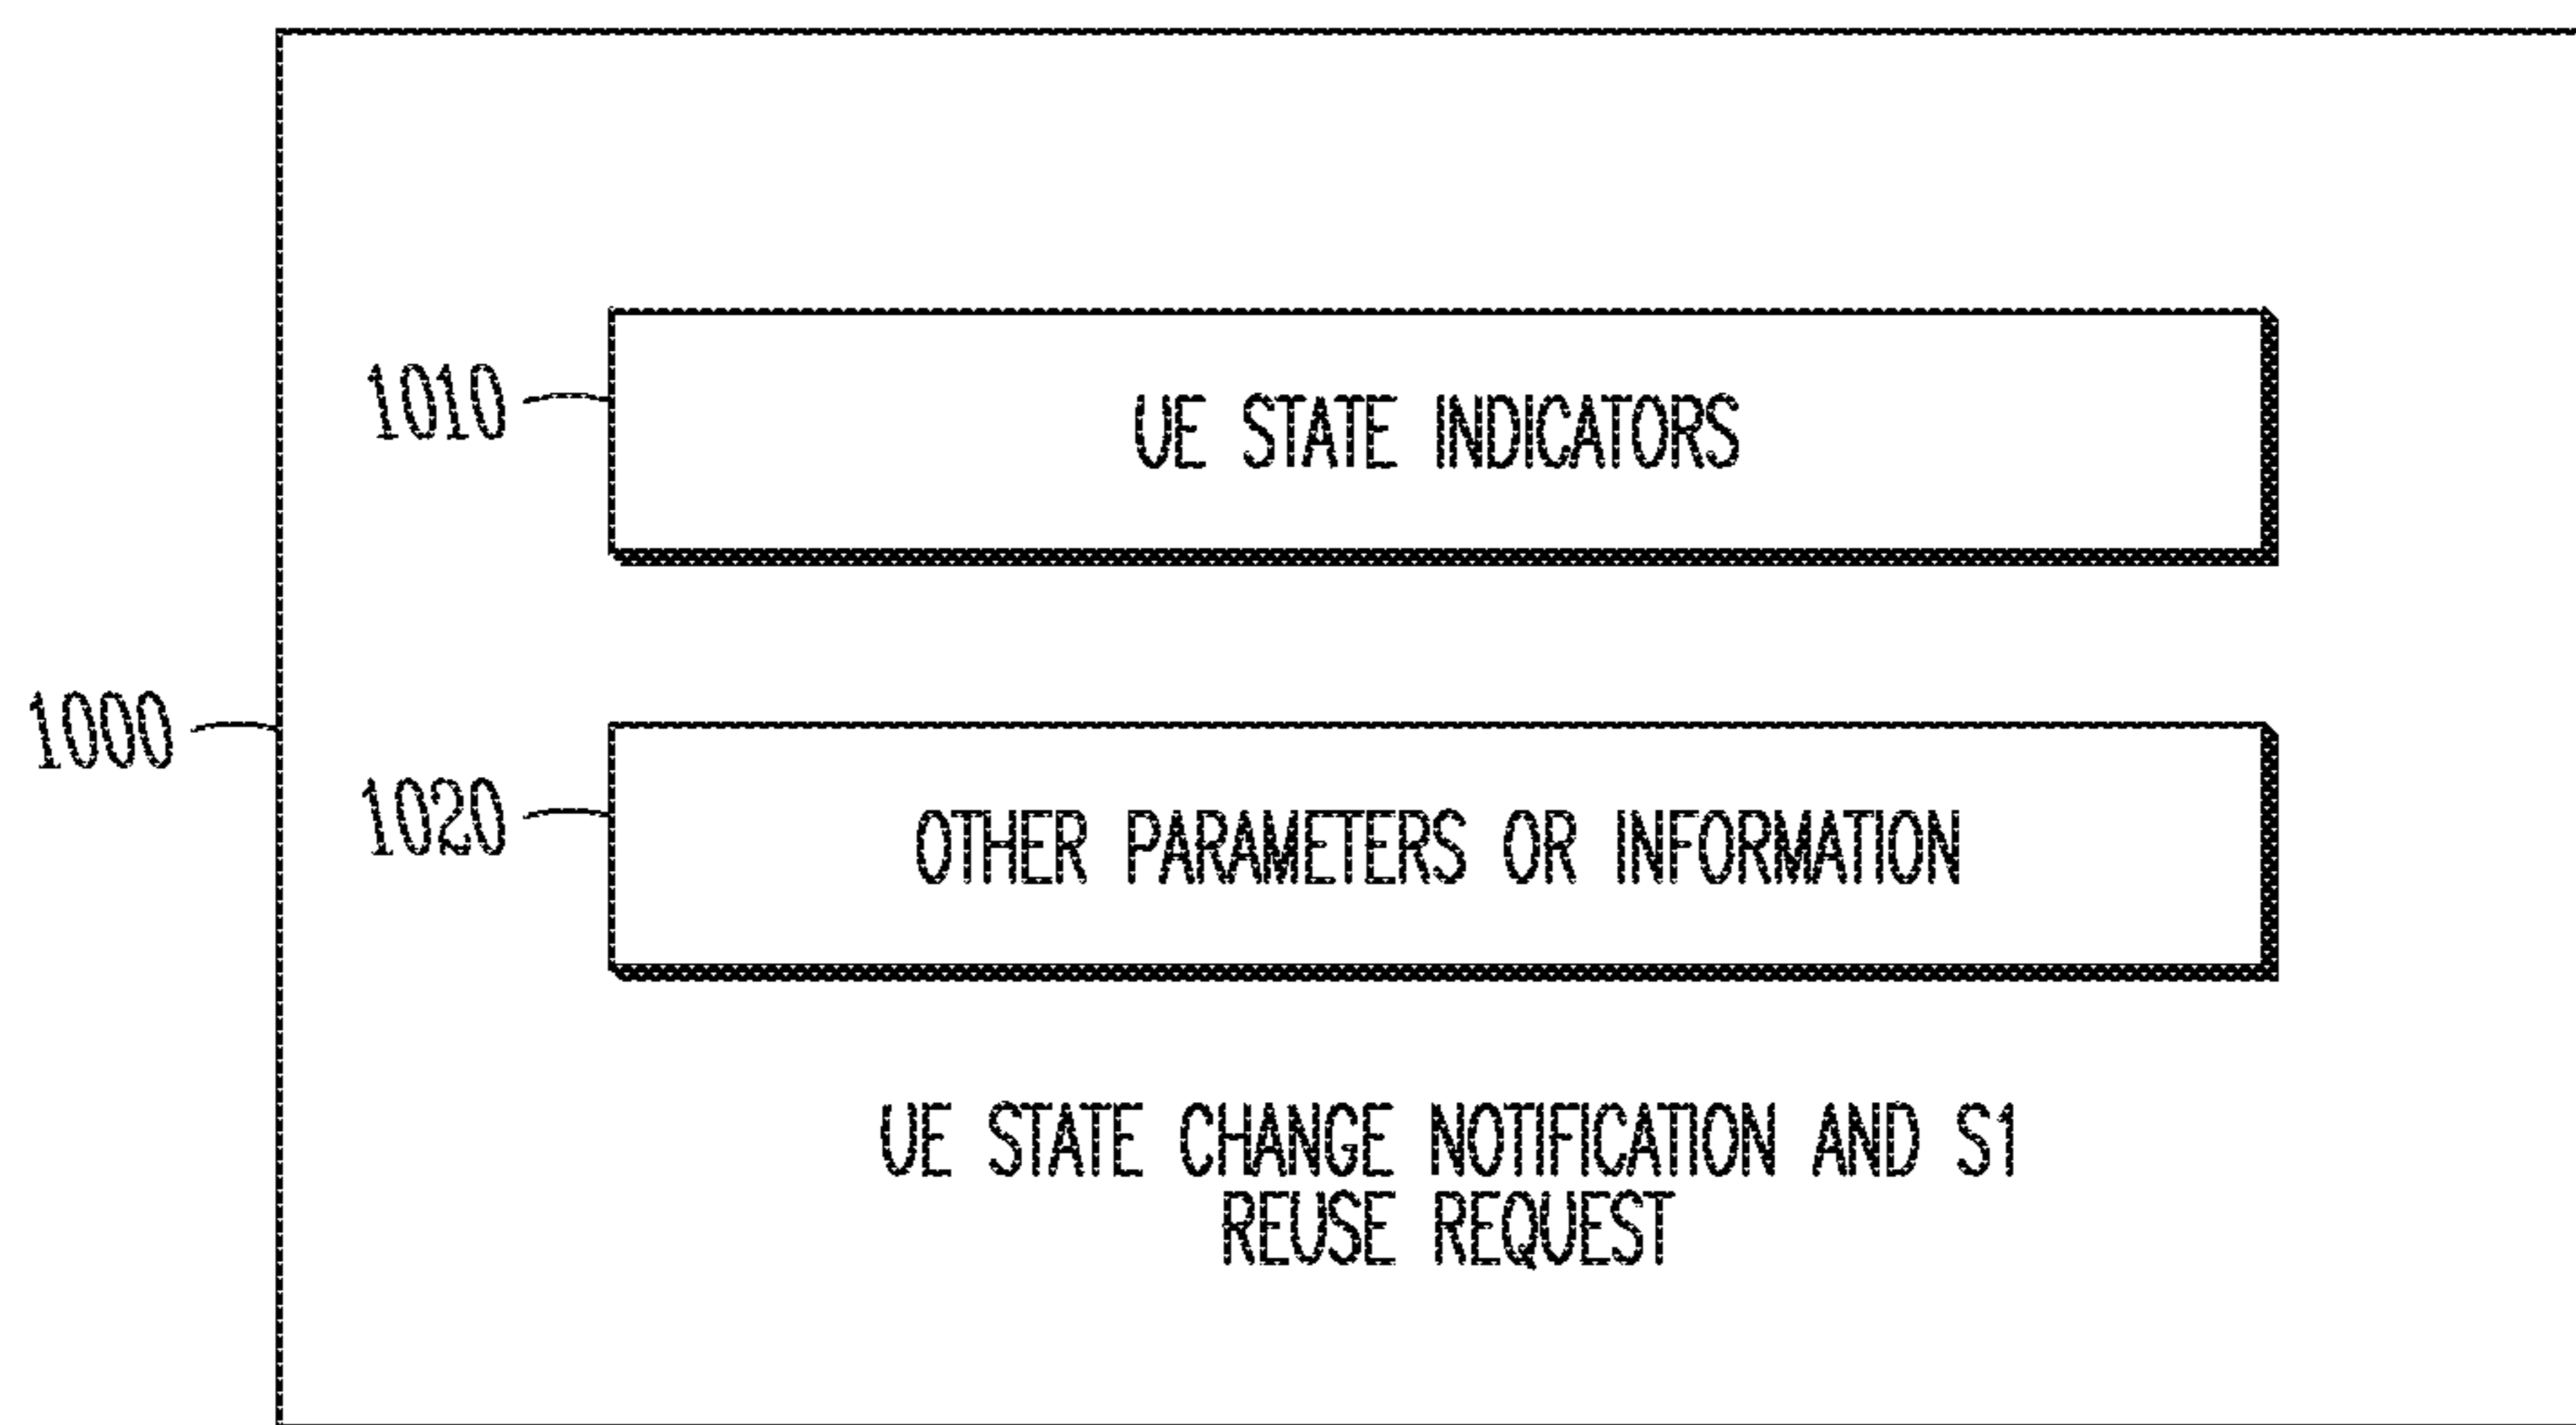 1010
UE STATE INDICATORS
1000
1020
OTHER PARAMETERS OR INFORMATION
UE STATE CHANGE NOTIFICATION AND S1
REUSE REQUEST